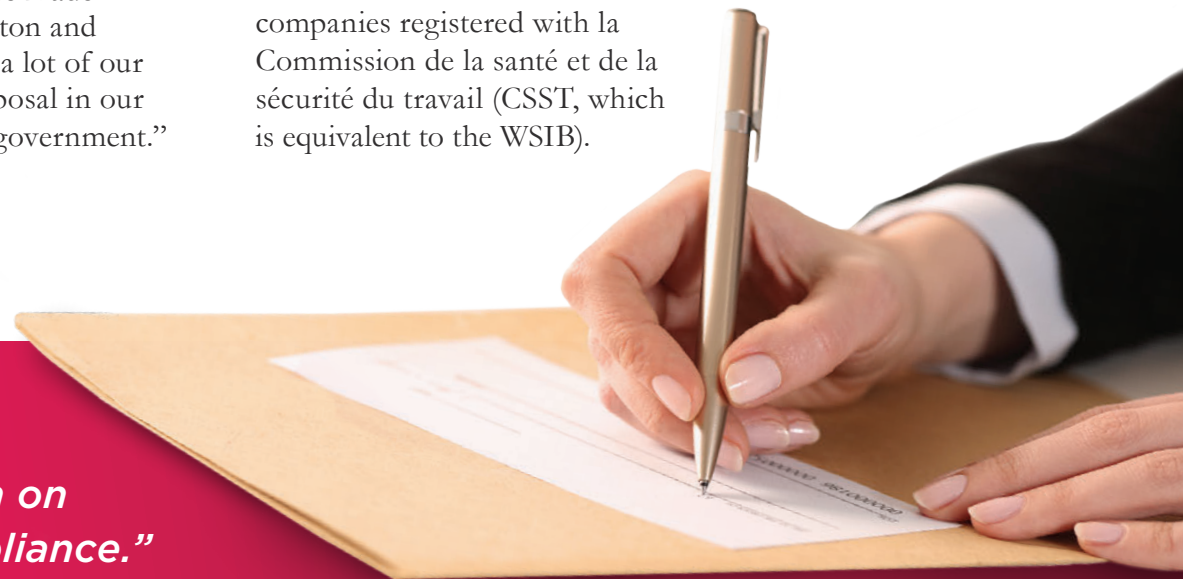 ton and
a lot of our
posal in our
government.”
companies registered with la
Commission de la santé et de la
sécurité du travail (CSST, which
is equivalent to the WSIB).
on
liance.”